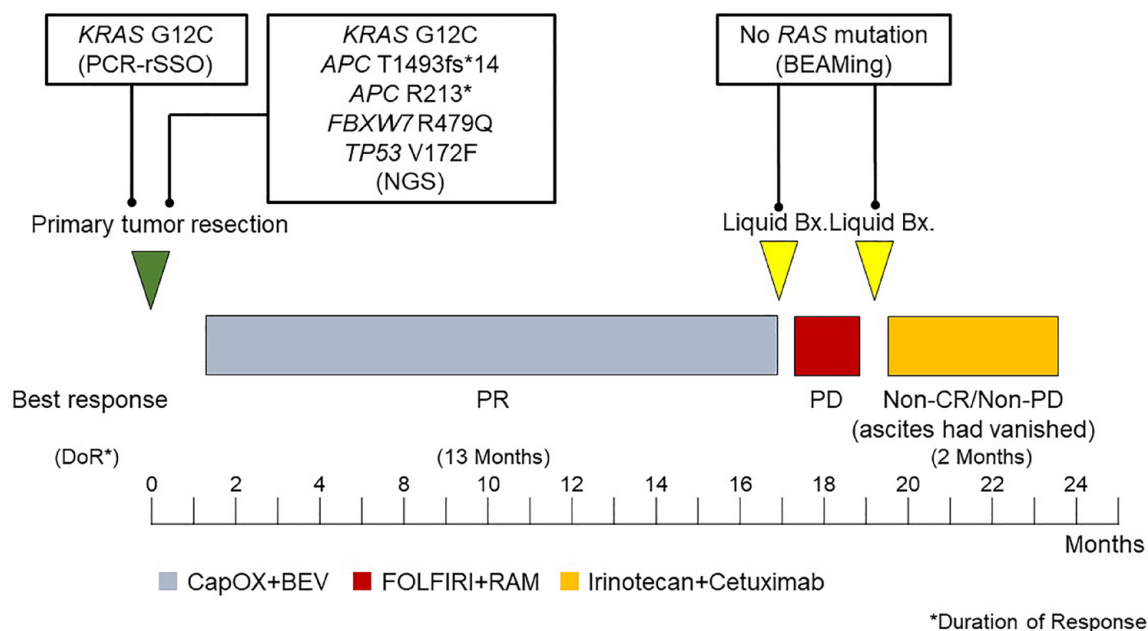 KRAS G12C
(PCR-rSSO)
KRAS G12C
APC T1493fs*14
APC R213*
FBXW7 R479Q
TP53 V172F
(NGS)
No RAS mutation
(BEAMing)
Primary tumor resection
Liquid Bx. Liquid Bx.
Best response
PR
PD
Non-CR/Non-PD
(ascites had vanished)
(DoR*)
(13 Months)
(2 Months)
0 2 4 6 8 10 12 14 16 18 20 22 24
Months
CapOX+BEV
FOLFIRI+RAM
Irinotecan+Cetuximab
*Duration of Response